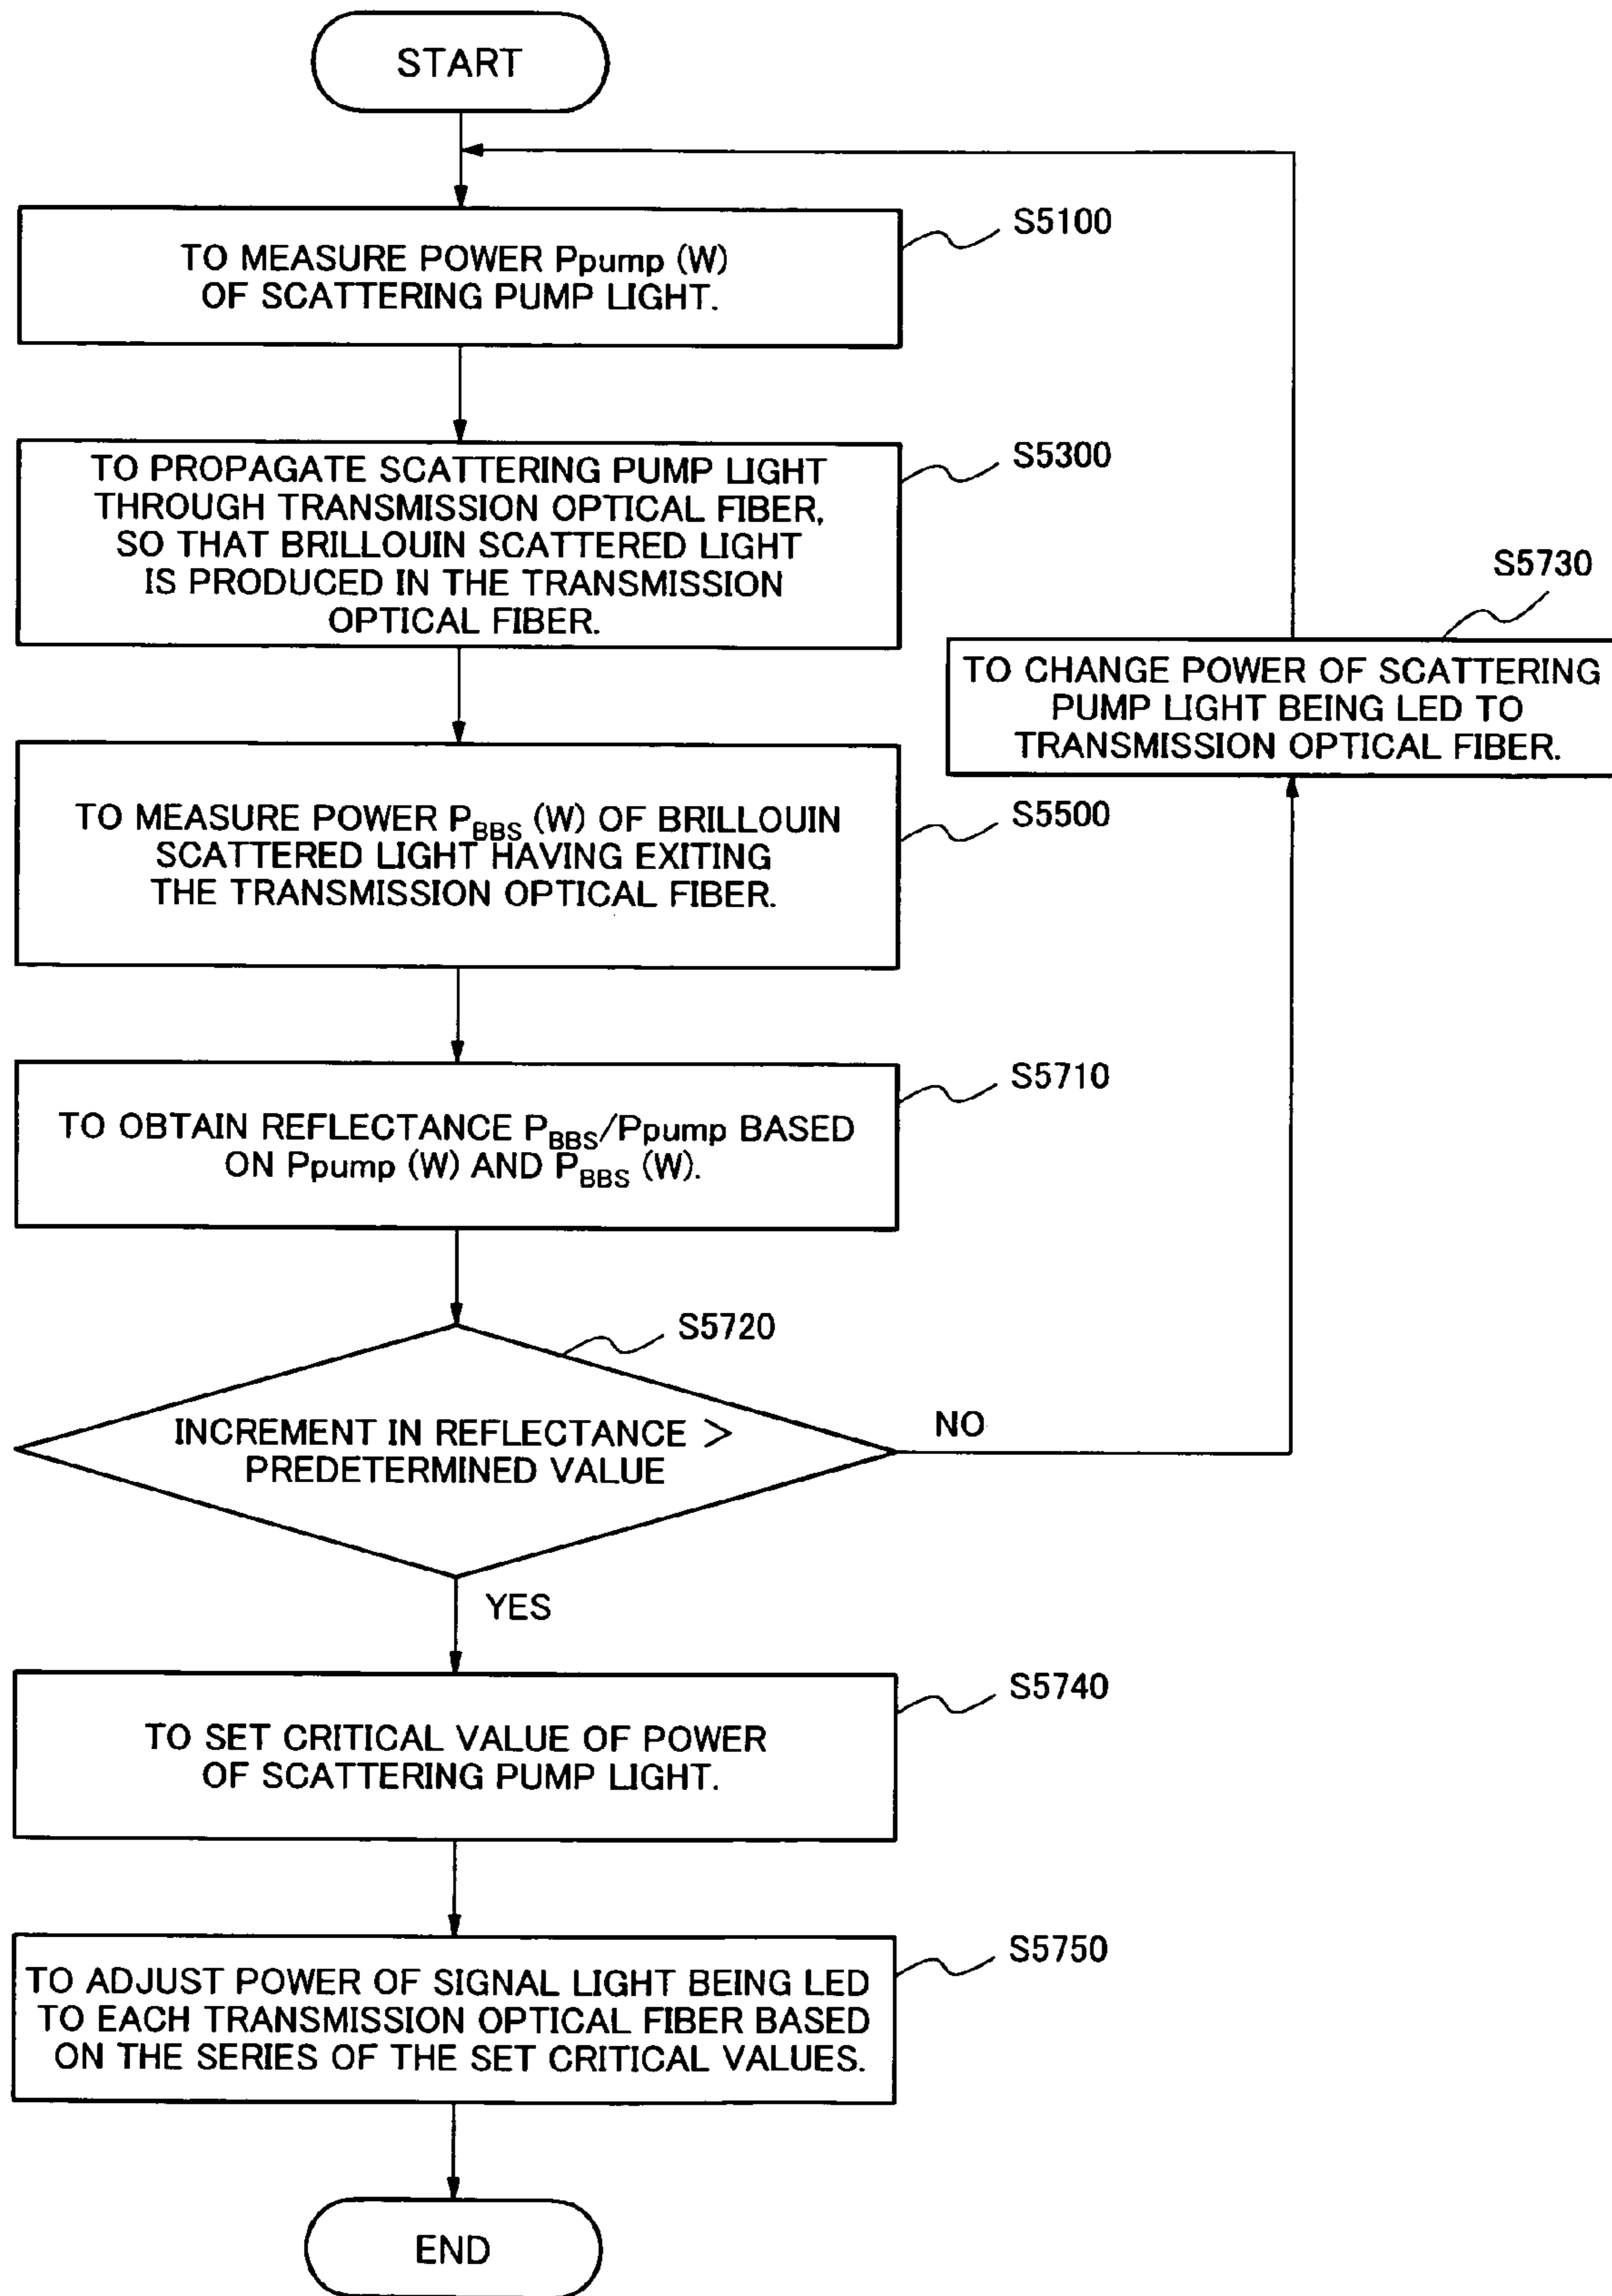 START
S5100
TO MEASURE POWER Ppump (W)
OF SCATTERING PUMP LIGHT.
S5300
TO PROPAGATE SCATTERING PUMP LIGHT
THROUGH TRANSMISSION OPTICAL FIBER,
SO THAT BRILLOUIN SCATTERED LIGHT
IS PRODUCED IN THE TRANSMISSION
OPTICAL FIBER.
S5730
TO CHANGE POWER OF SCATTERING
PUMP LIGHT BEING LED TO
TRANSMISSION OPTICAL FIBER.
S5500
TO MEASURE POWER PBBS (W) OF BRILLOUIN
SCATTERED LIGHT HAVING EXITING
THE TRANSMISSION OPTICAL FIBER.
S5710
TO OBTAIN REFLECTANCE PBBS/Ppump BASED
ON Ppump (W) AND PBBS (W).
S5720
INCREMENT IN REFLECTANCE >
PREDETERMINED VALUE
NO
YES
S5740
TO SET CRITICAL VALUE OF POWER
OF SCATTERING PUMP LIGHT.
S5750
TO ADJUST POWER OF SIGNAL LIGHT BEING LED
TO EACH TRANSMISSION OPTICAL FIBER BASED
ON THE SERIES OF THE SET CRITICAL VALUES.
END